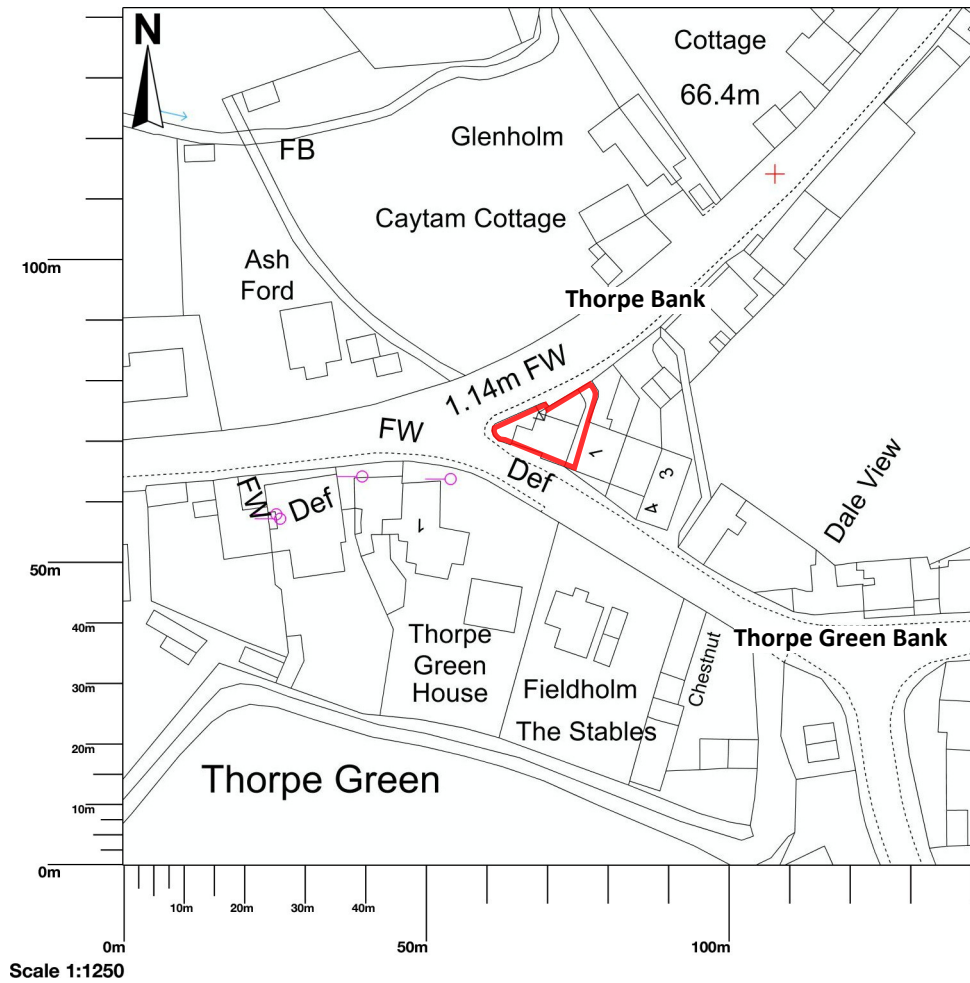 N
Cottage
66.4m
Glenholm
FB
Caytam Cottage
Ash
Ford
100m
Thorpe Bank
1.14m FW
FW
Def
1
3
4
Dale View
FW
Def
1
50m
40m
30m
20m
10m
0m
Thorpe
Green
House
Fieldholm
The Stables
Chestnut
Thorpe Green Bank
Thorpe Green
10m
20m
30m
40m
0m
50m
100m
Scale 1:1250